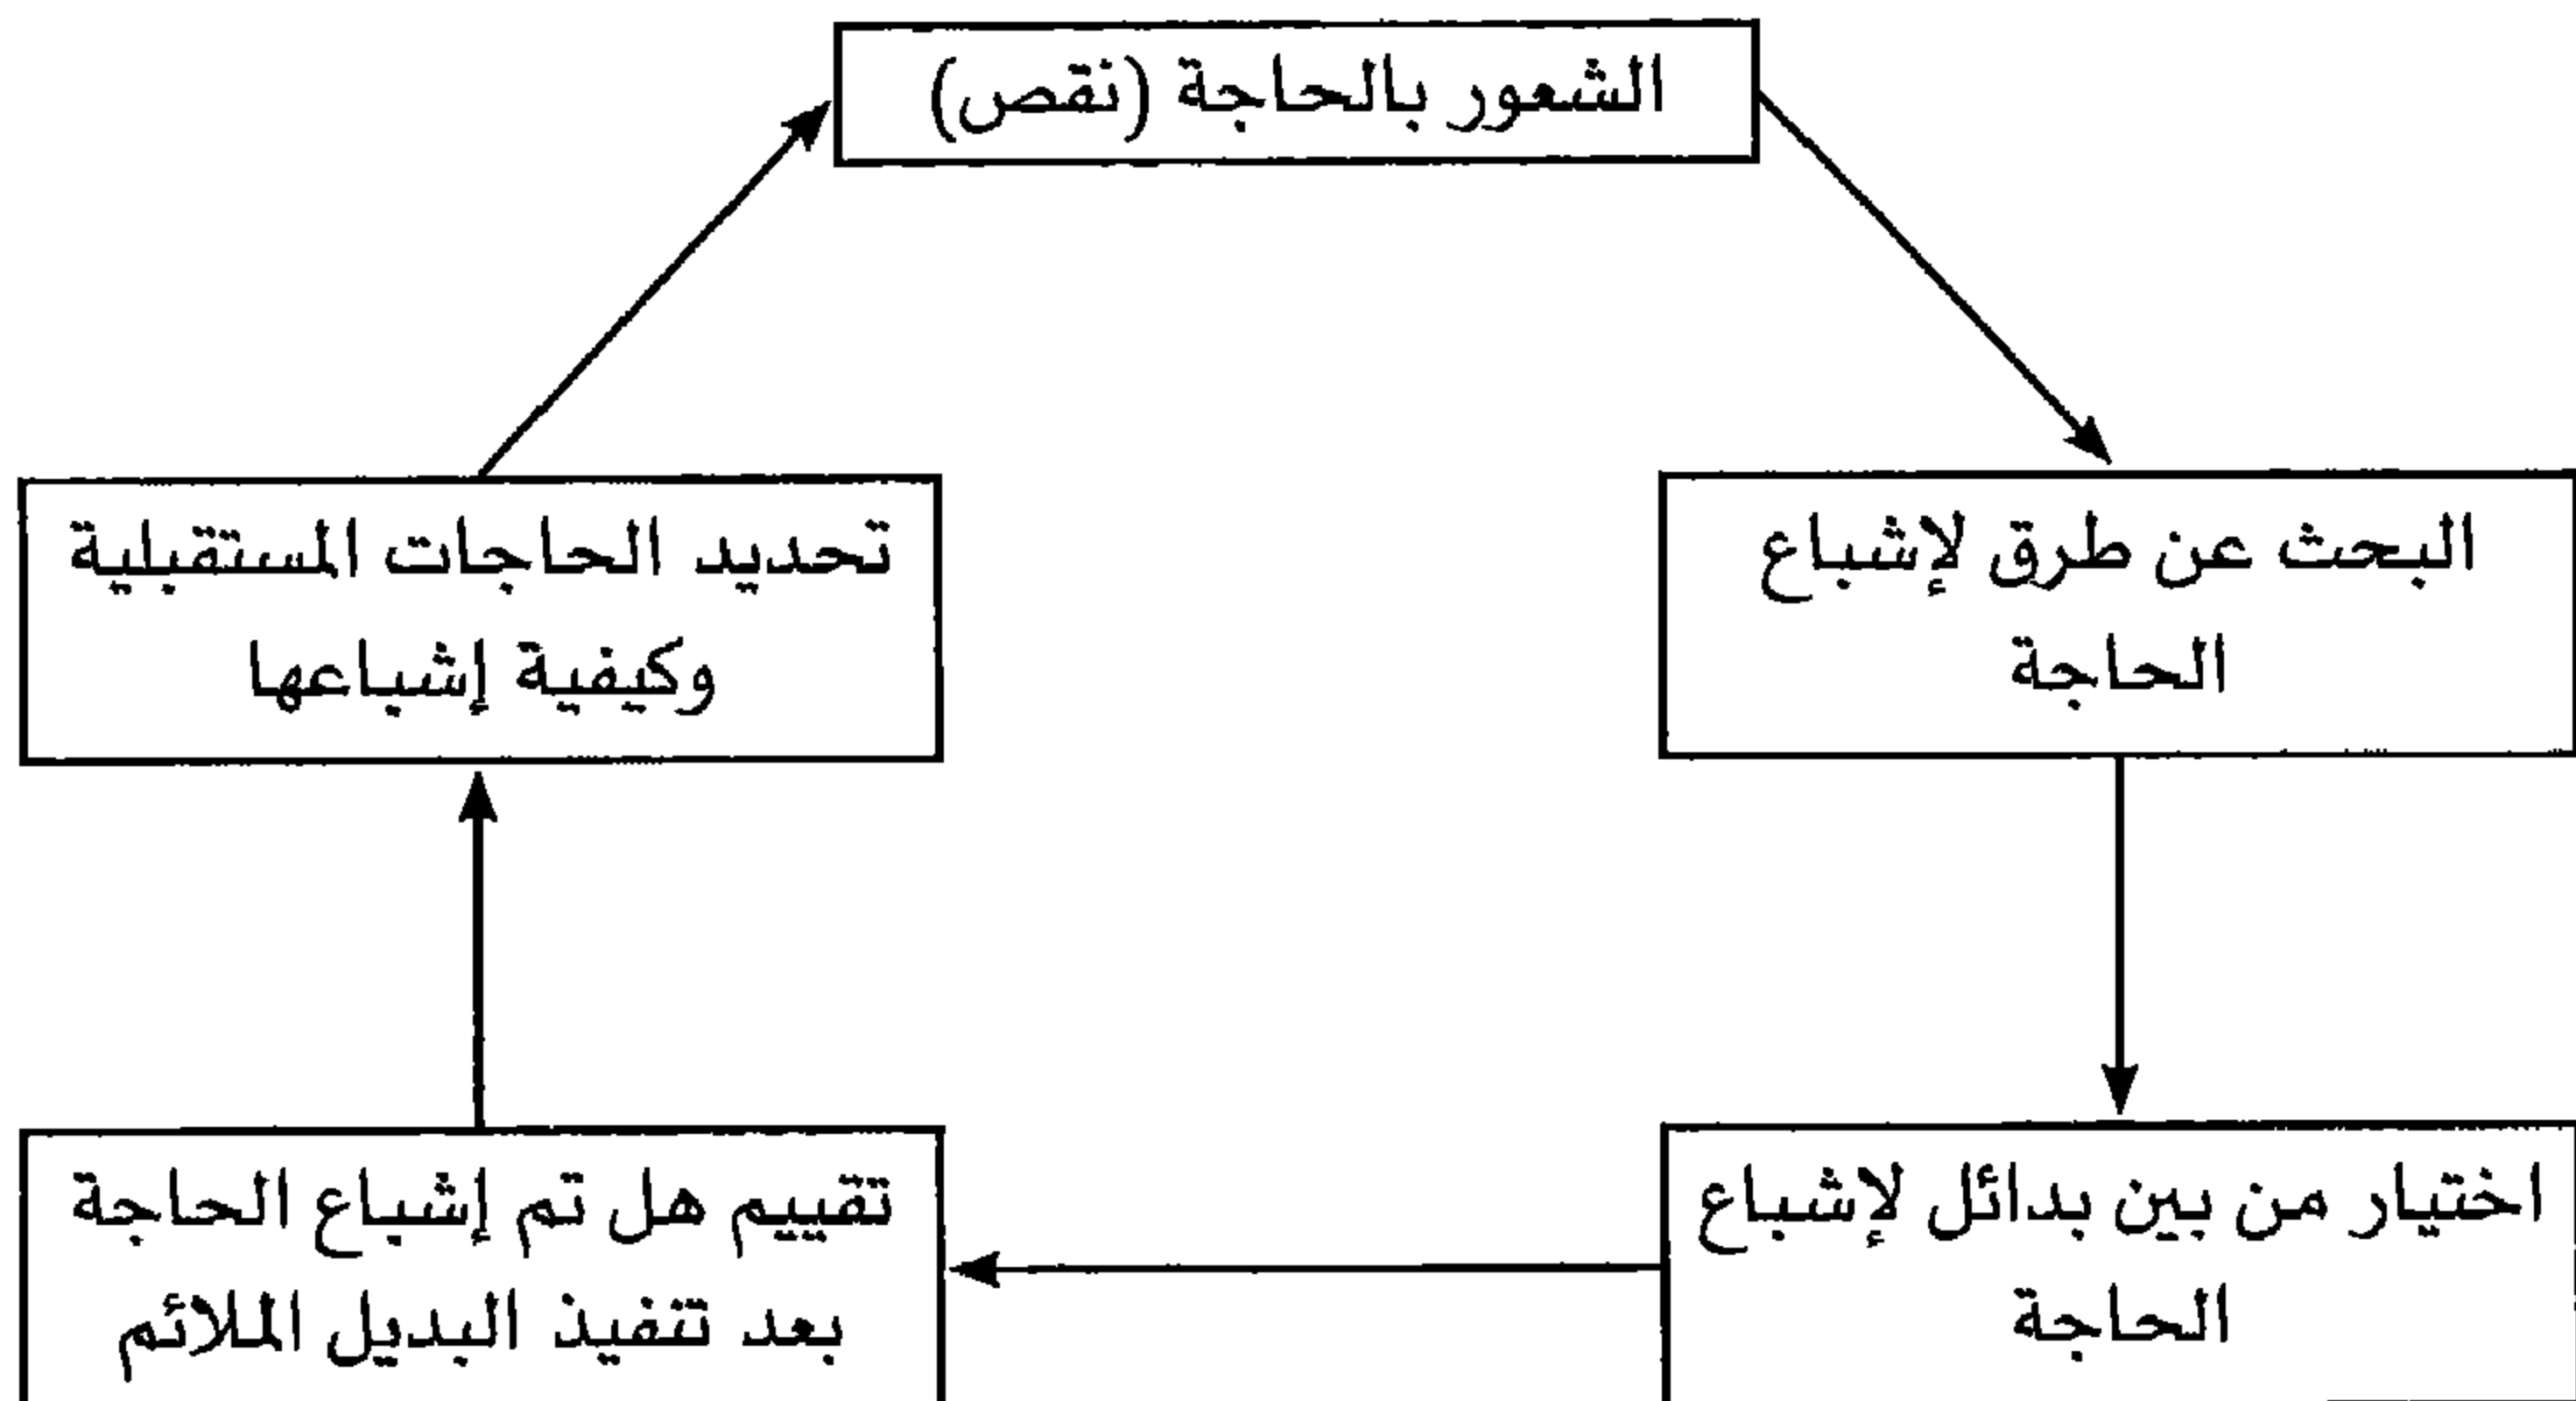 الشعور بالحاجة (نقص)
البحث عن طرق لإشباع
الحاجة
اختيار من بين بدائل لإشباع
الحاجة
تقييم هل تم إشباع الحاجة
بعد تنفيذ البديل الملائم
تحديد الحاجات المستقبلية
وكيفية إشباعها